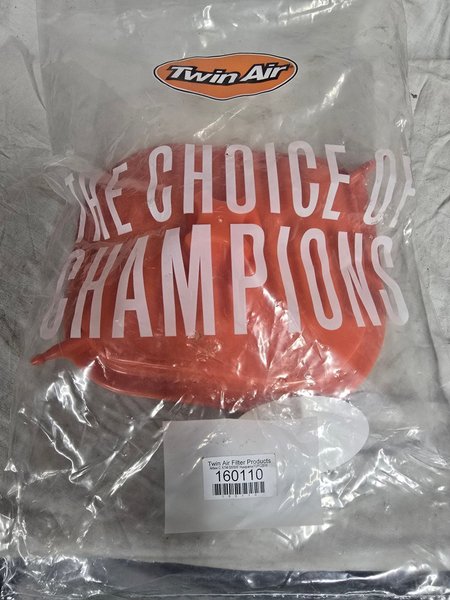 Twin Air
THE CHOICE OF
CHAMPIONS
Twin Air Filter Products
160110